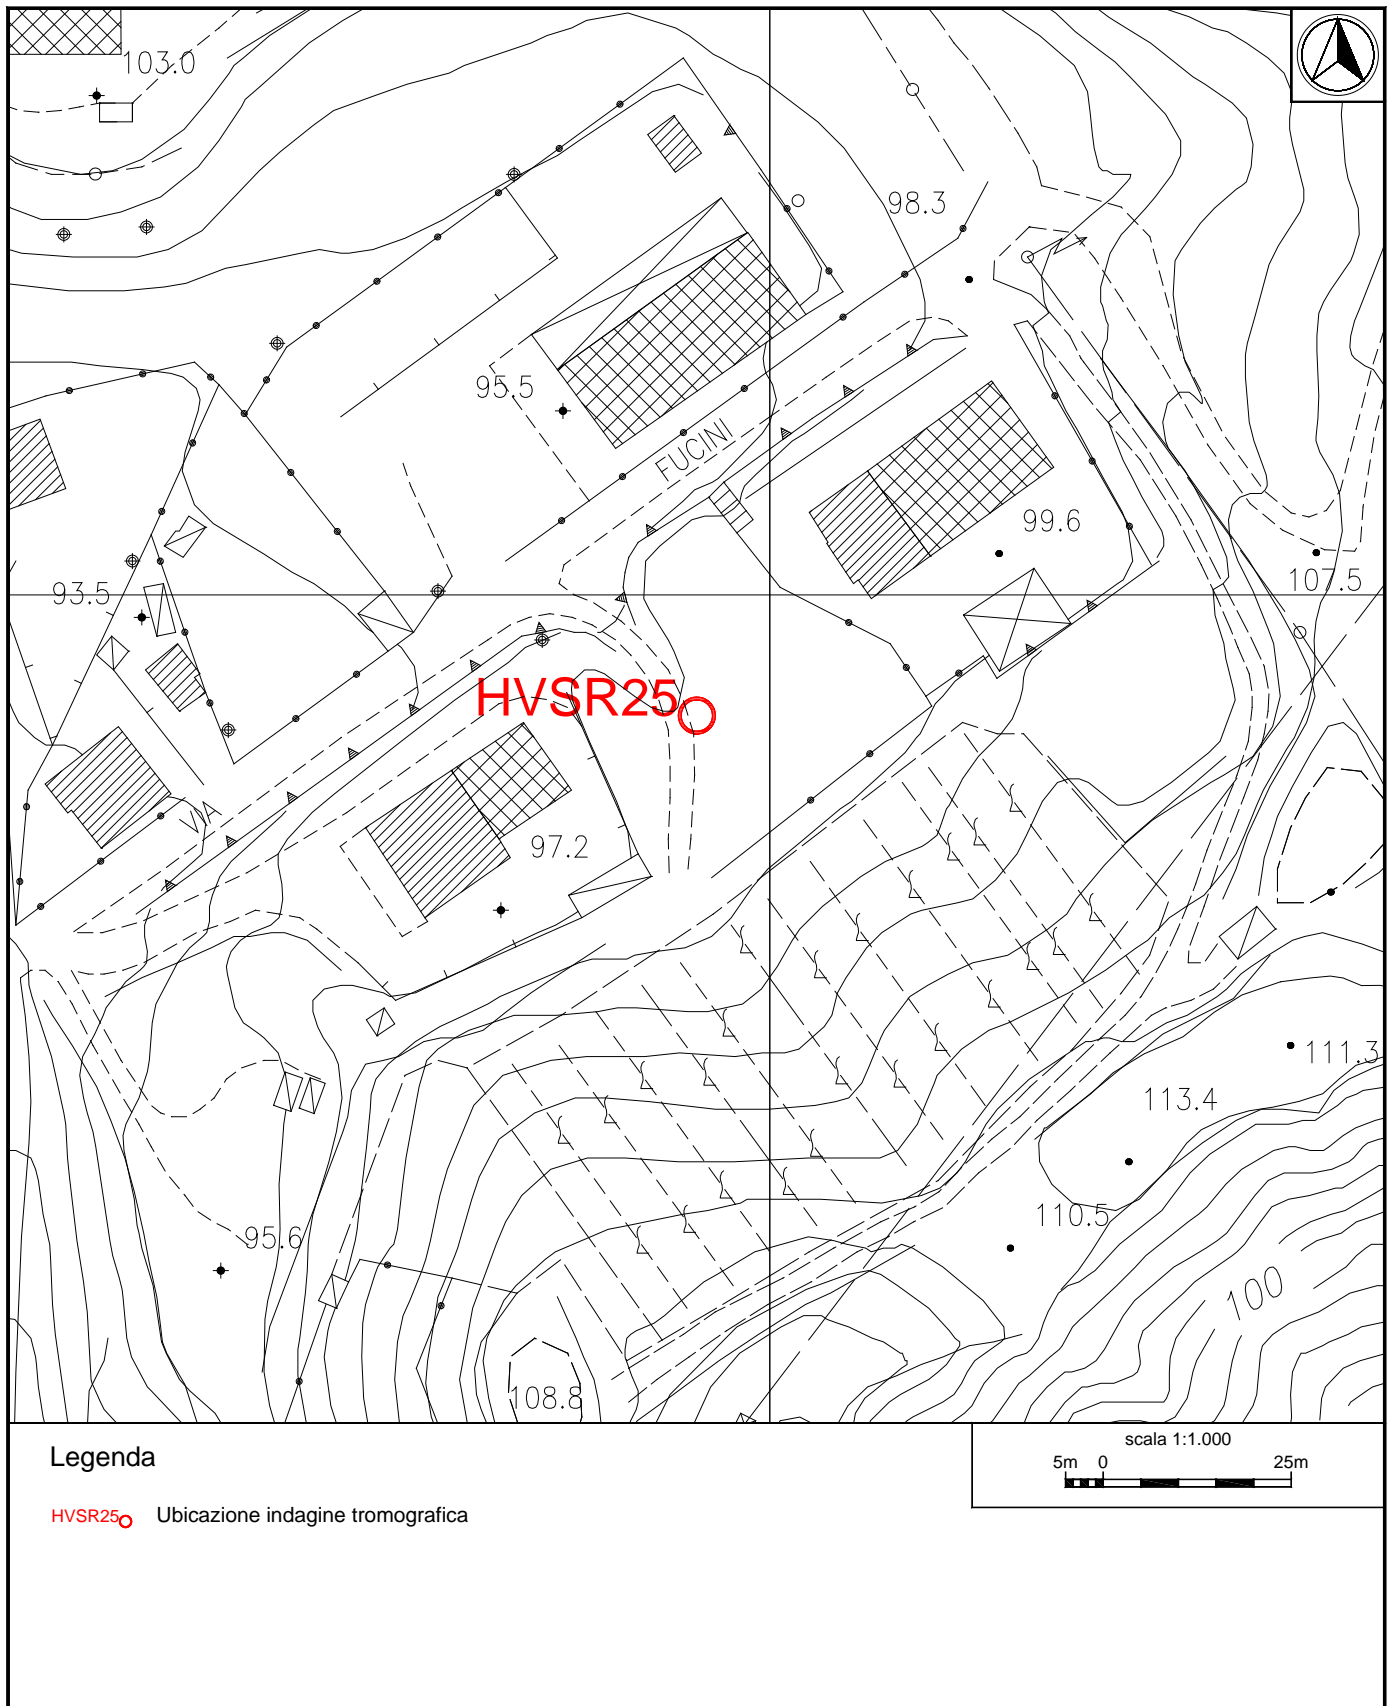 103.0
98.3
95.5
FUCINI
99.6
107.5
93.5
HVSR25
VIA
97.2
111.3
113.4
110.5
95.6
100
108.8
Legenda
HVSR25 Ubicazione indagine tromografica
scala 1:1.000
5m 0 25m